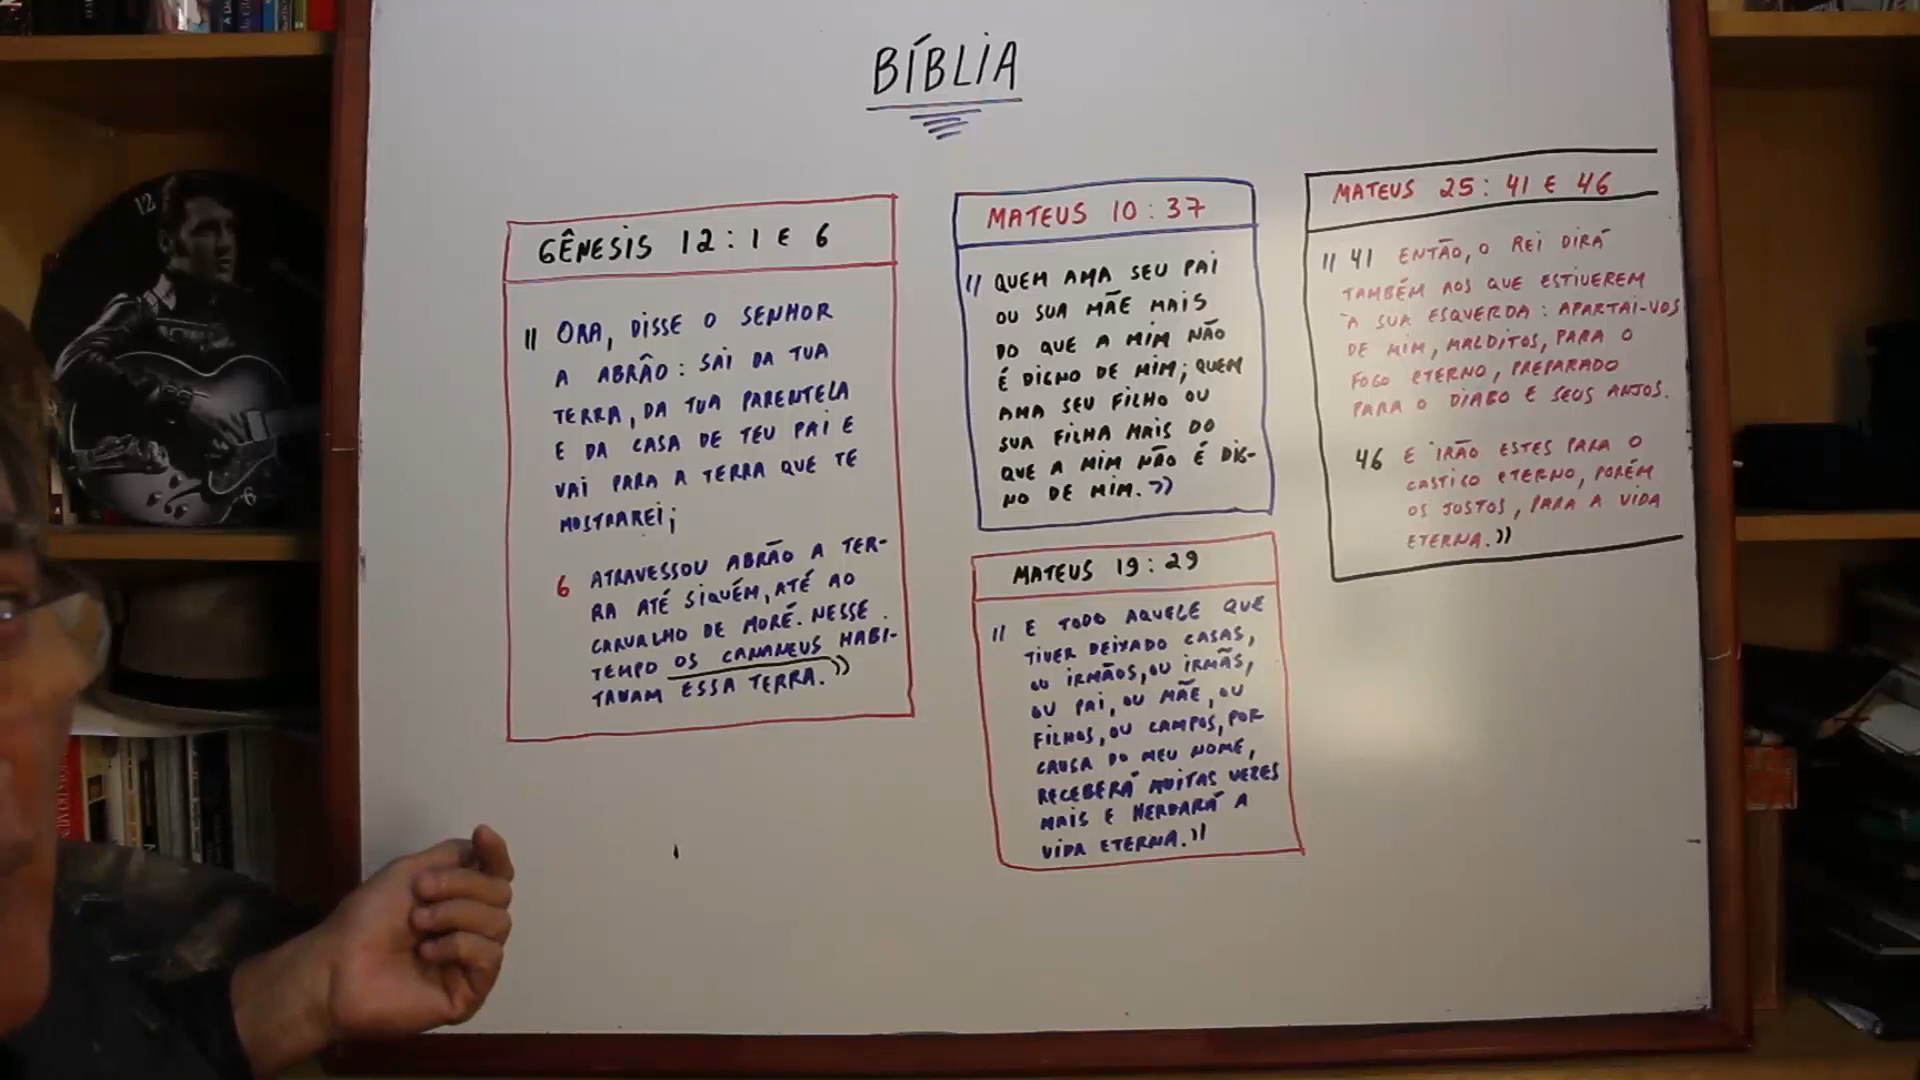 BÍBLIA
GÊNESIS 12:1 E 6
" ORA, DISSE O SENHOR
A ABRÃO: SAI DA TUA
TERRA, DA TUA PARENTELA
E DA CASA DE TEU PAI E
VAI PARA A TERRA QUE TE
MOSTRAREI;
6 ATRAVESSOU ABRÃO A TER-
RA ATÉ SIQUÉM, ATÉ AO
CARVALHO DE MORÉ. NESSE
TEMPO OS CANANEUS HABI-
TAVAM ESSA TERRA."
MATEUS 10:37
" QUEM AMA SEU PAI
OU SUA MÃE MAIS
DO QUE A MIM NÃO
É DIGNO DE MIM; QUEM
AMA SEU FILHO OU
SUA FILHA MAIS DO
QUE A MIM NÃO É DIG-
NO DE MIM."
MATEUS 19:29
" E TODO AQUELE QUE
TIVER DEIXADO CASAS,
OU IRMÃOS, OU IRMÃS,
OU PAI, OU MÃE, OU
FILHOS, OU CAMPOS, POR
CAUSA DO MEU NOME,
RECEBERÁ MUITAS VEZES
MAIS E HERDARÁ A
VIDA ETERNA."
MATEUS 25: 41 E 46
" 41 ENTÃO, O REI DIRÁ
TAMBÉM AOS QUE ESTIVEREM
À SUA ESQUERDA: APARTAI-VOS
DE MIM, MALDITOS, PARA O
FOGO ETERNO, PREPARADO
PARA O DIABO E SEUS ANJOS.
46 E IRÃO ESTES PARA O
CASTIGO ETERNO, PORÉM
OS JUSTOS, PARA A VIDA
ETERNA."
12
6